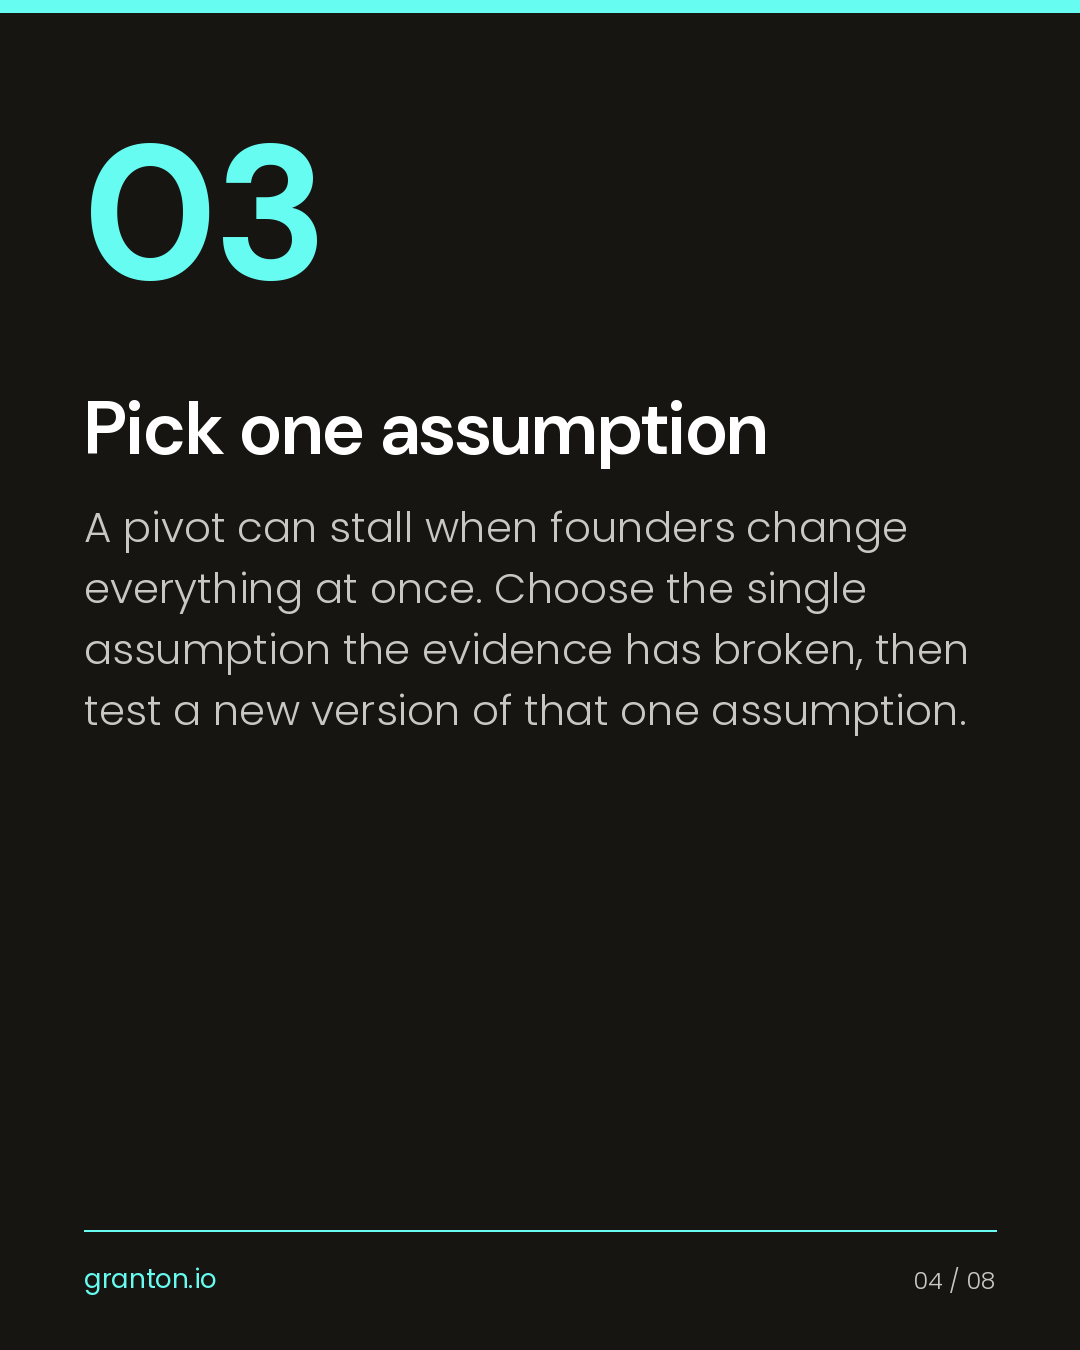 03
Pick one assumption
A pivot can stall when founders change
everything at once. Choose the single
assumption the evidence has broken, then
test a new version of that one assumption.
granton.io
04 / 08